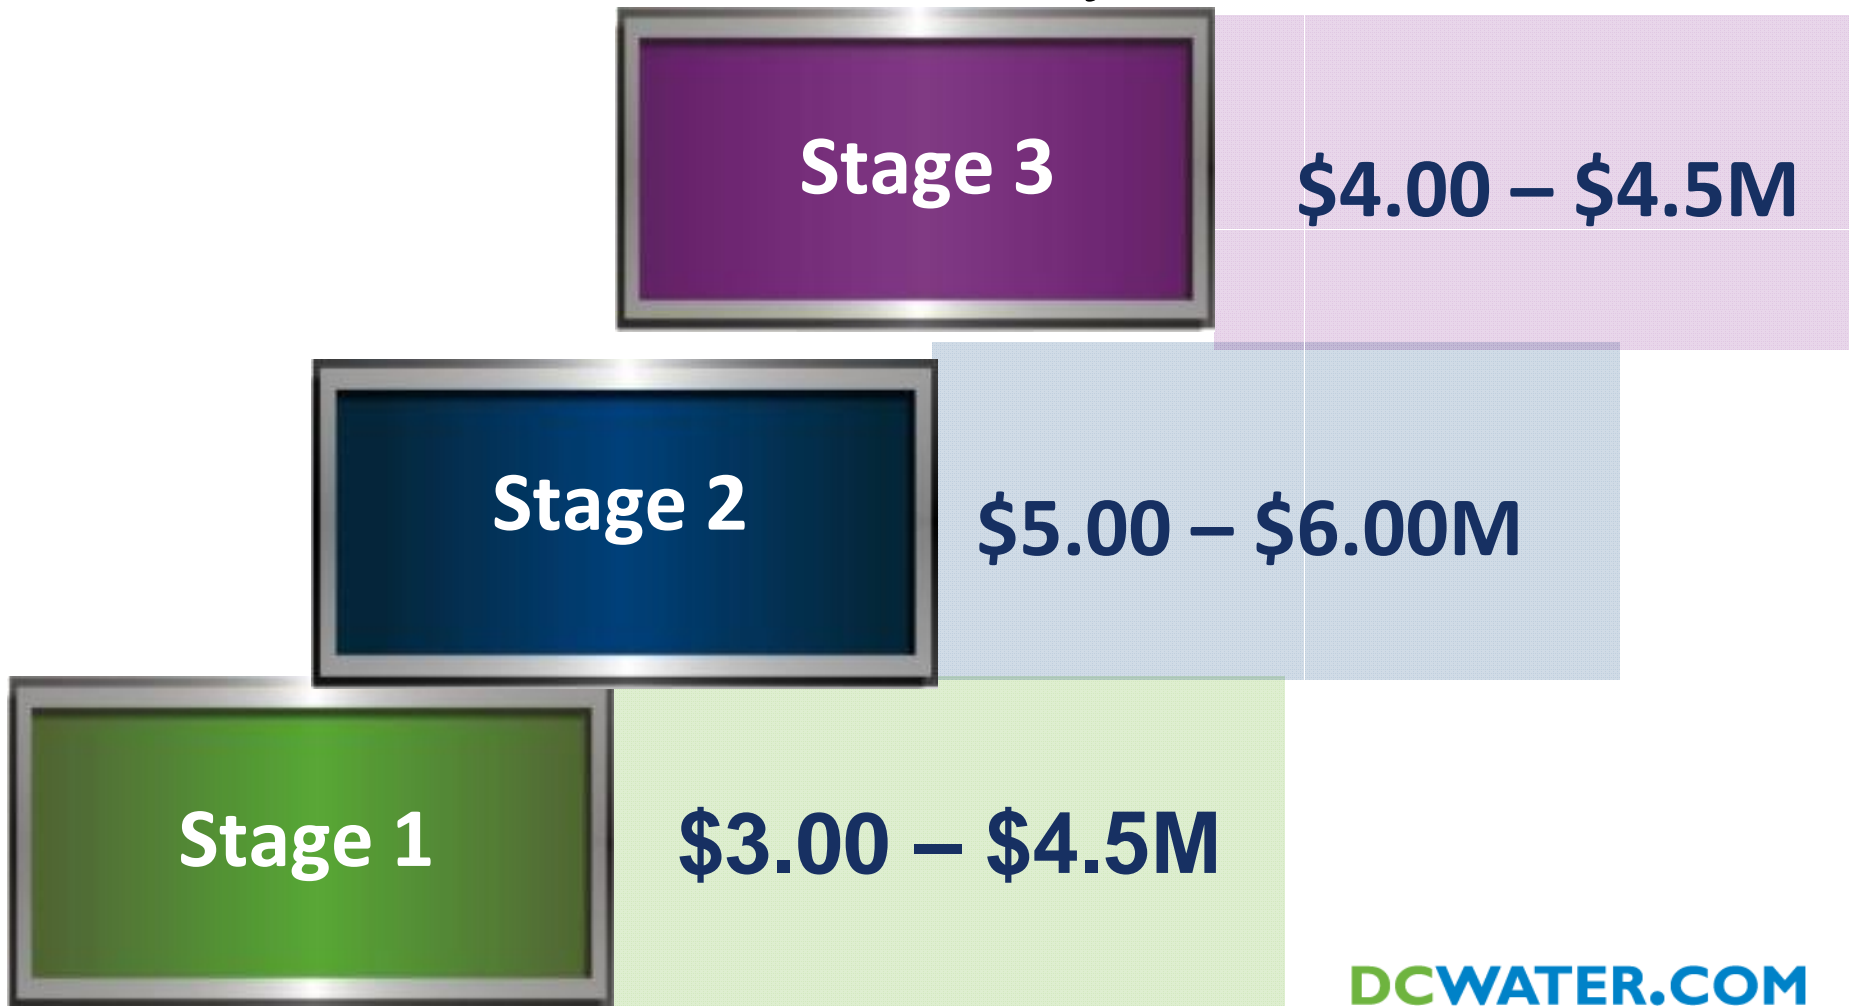 Stage 3
$4.00 – $4.5M
Stage 2
$5.00 – $6.00M
Stage 1
$3.00 – $4.5M
DCWATER.COM